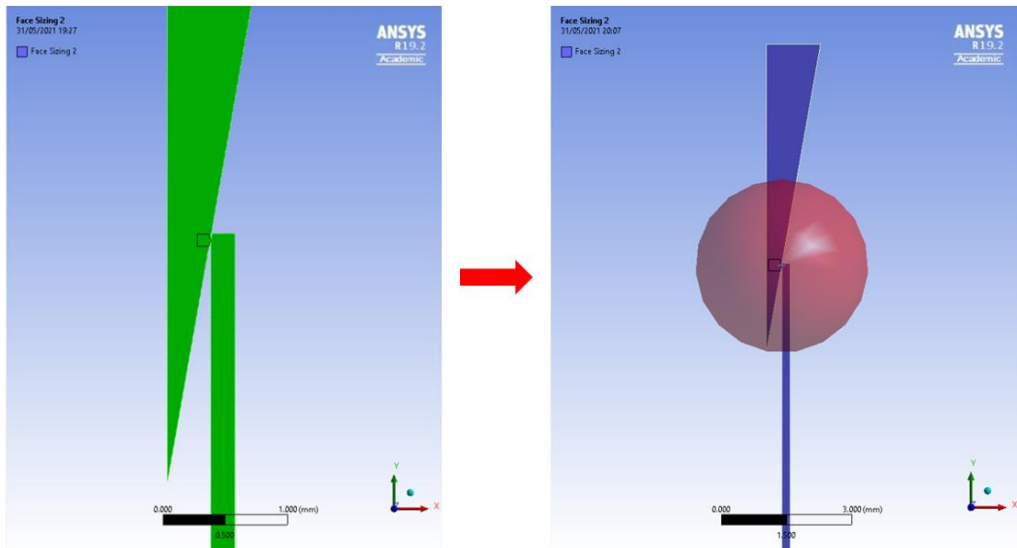 Face Sizing 2
31/05/2021 19:27
Face Sizing 2
ANSYS
R19.2
Academic
Y
X
0.000
1.000 (mm)
0.500
Face Sizing 2
31/05/2021 20:07
Face Sizing 2
ANSYS
R19.2
Academic
Y
X
0.000
3.000 (mm)
1.500